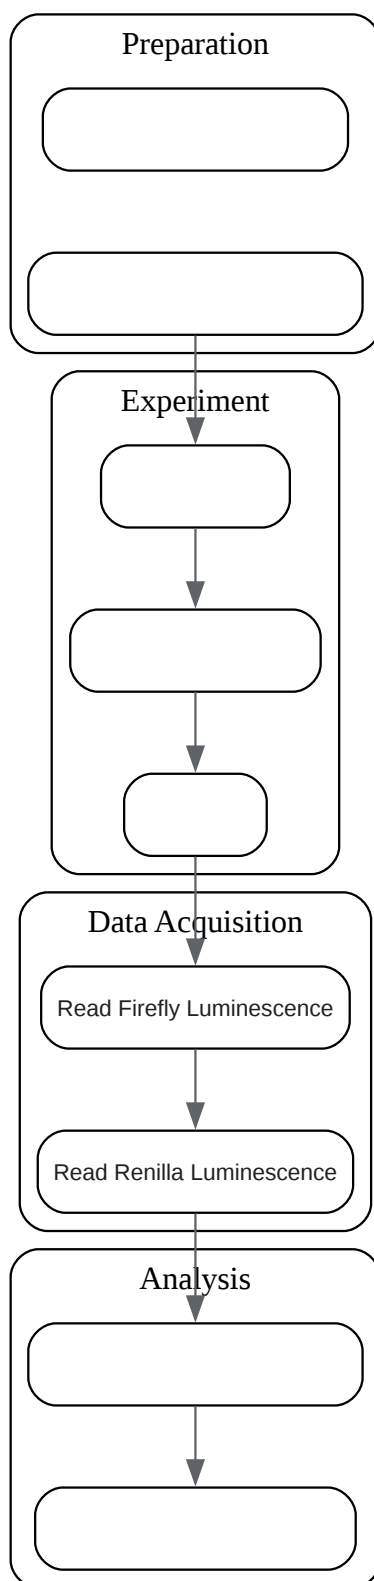 Preparation
Experiment
Data Acquisition
Read Firefly Luminescence
Read Renilla Luminescence
Analysis